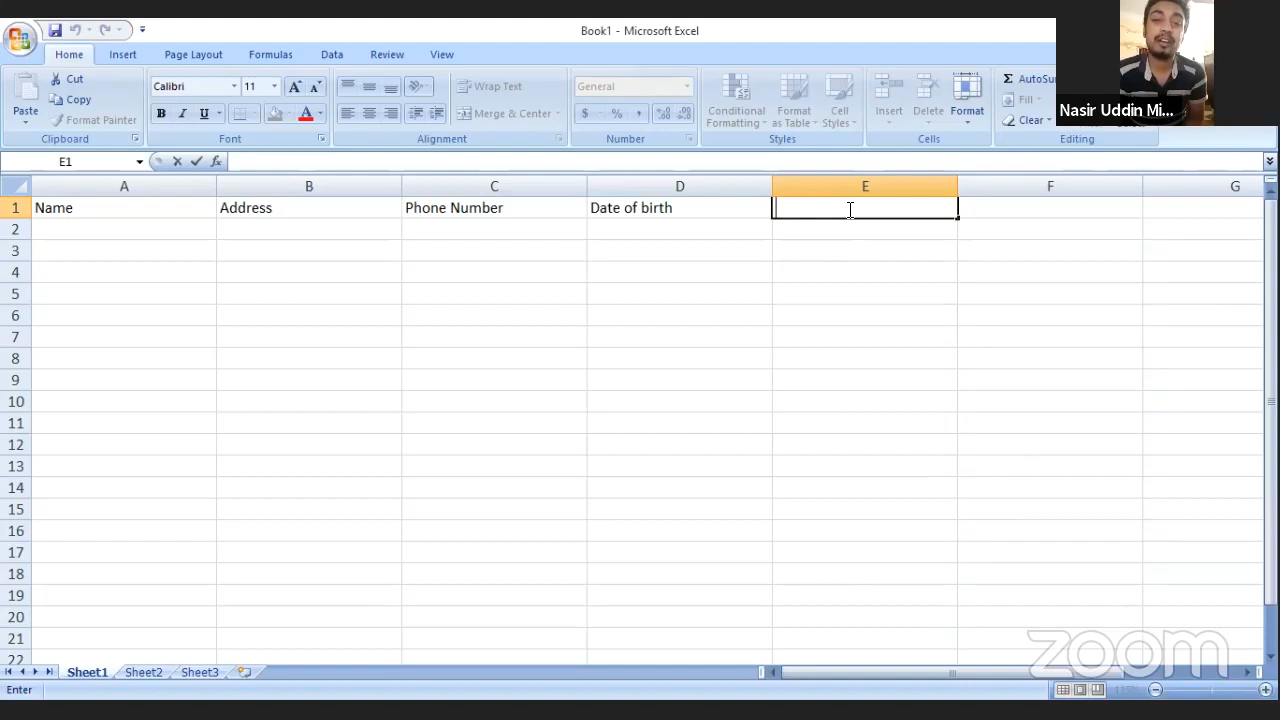 Book1 - Microsoft Excel
Home Insert Page Layout Formulas Data Review View
Cut
Copy
Format Painter
Paste
Clipboard
Calibri 11
Font
Wrap Text
Merge & Center
Alignment
General
Number
Conditional Formatting
Format as Table
Cell Styles
Styles
Insert Delete Format
Cells
AutoSu
Fill
Clear
Editing
Nasir Uddin Mi...
E1
A B C D E F G
1 Name Address Phone Number Date of birth
2
3
4
5
6
7
8
9
10
11
12
13
14
15
16
17
18
19
20
21
22
zoom
Sheet1 Sheet2 Sheet3
Enter